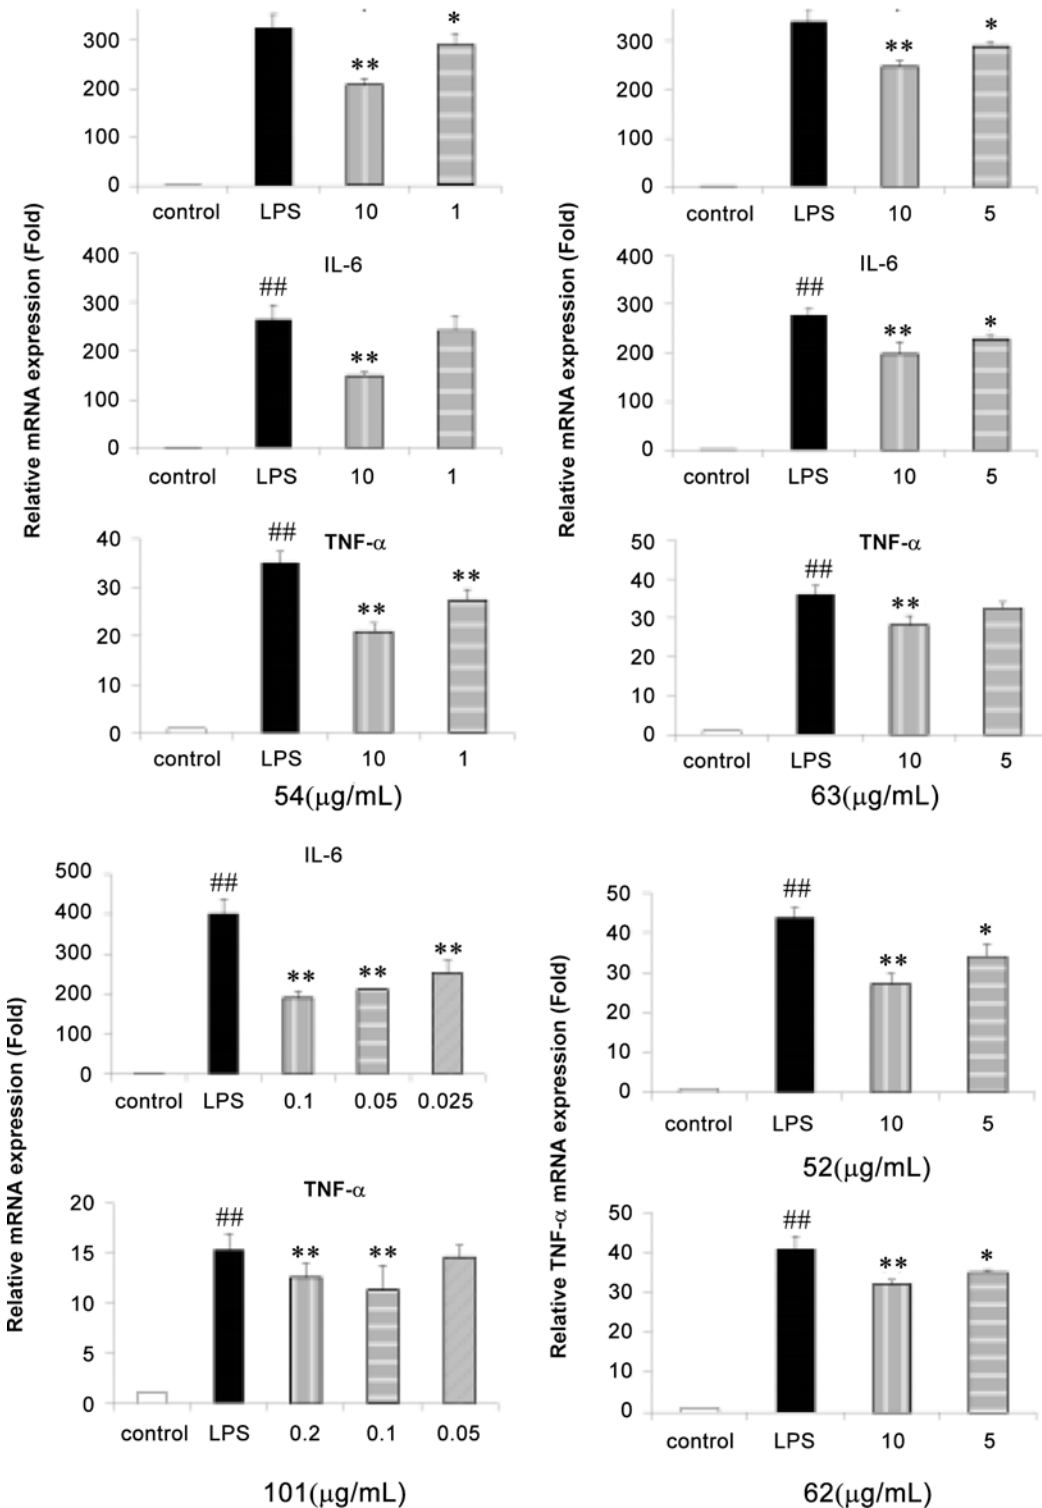 *
300
**
200
100
0
control LPS 10 1
*
300
**
200
100
0
control LPS 10 5
Relative mRNA expression (Fold)
IL-6
400
##
300
**
200
100
0
control LPS 10 1
Relative mRNA expression (Fold)
IL-6
400
##
300
** *
200
100
0
control LPS 10 5
TNF-α
40
##
30
** **
20
10
0
control LPS 10 1
54(μg/mL)
TNF-α
50
##
40
**
30
20
10
0
control LPS 10 5
63(μg/mL)
Relative mRNA expression (Fold)
IL-6
500
##
400
300
** ** **
200
100
0
control LPS 0.1 0.05 0.025
TNF-α
20
##
15
** **
10
5
0
control LPS 0.2 0.1 0.05
101(μg/mL)
Relative TNF-α mRNA expression (Fold)
50
##
40
** *
30
20
10
0
control LPS 10 5
52(μg/mL)
50
##
40
** *
30
20
10
0
control LPS 10 5
62(μg/mL)